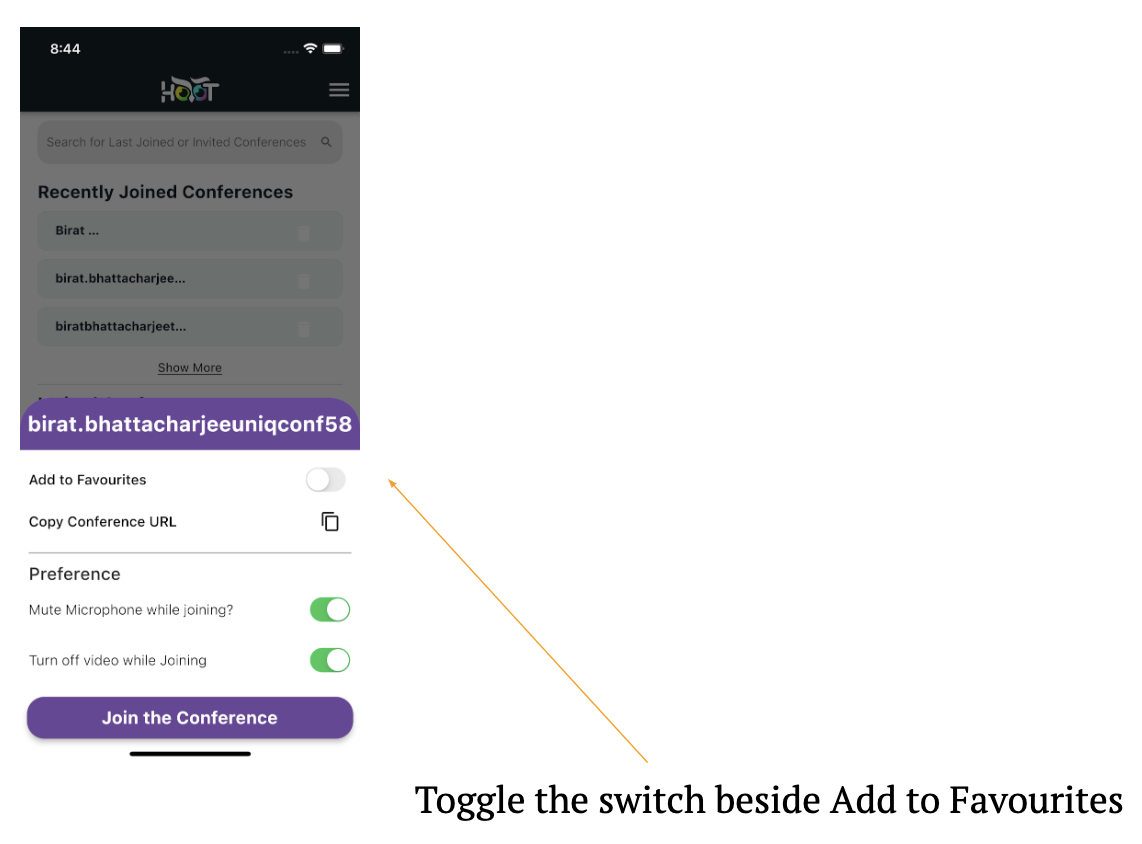 8:44
HOOT
Search for Last Joined or Invited Conferences
Recently Joined Conferences
Birat ...
birat.bhattacharjee...
biratbhattacharjeet...
Show More
birat.bhattacharjeeuniqconf58
Add to Favourites
Copy Conference URL
Preference
Mute Microphone while joining?
Turn off video while Joining
Join the Conference
Toggle the switch beside Add to Favourites